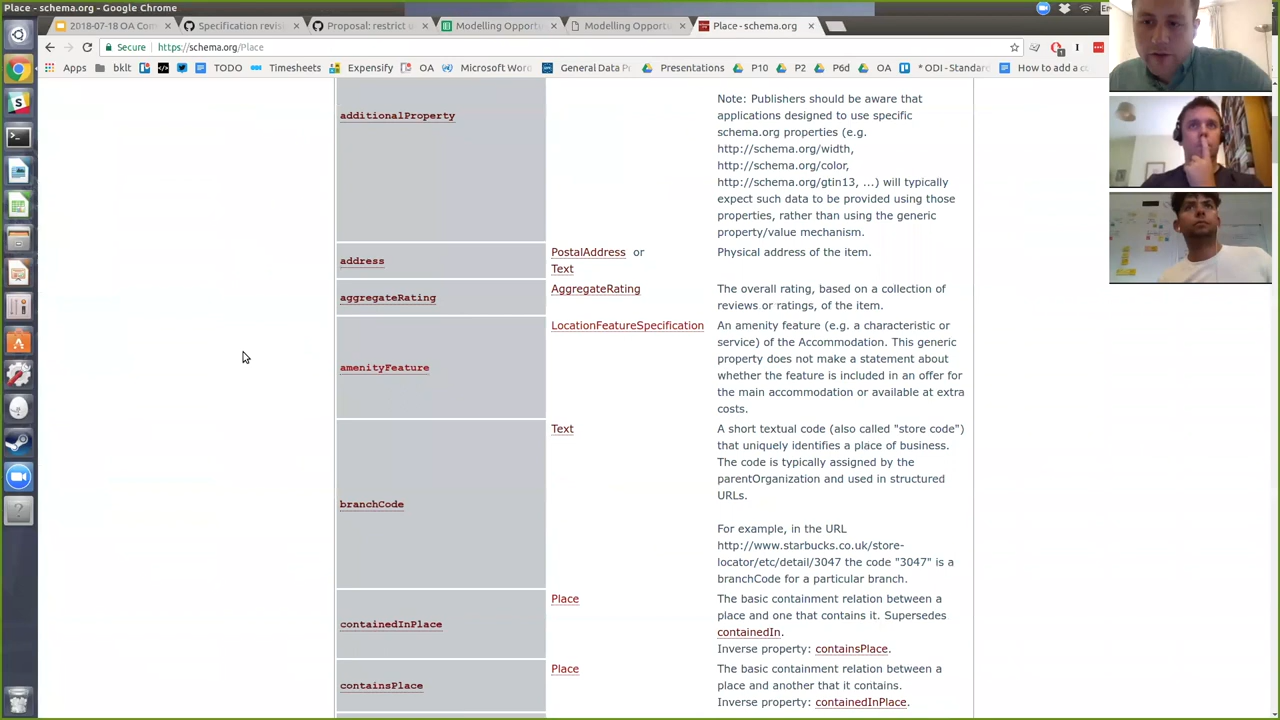 Place - schema.org - Google Chrome
2018-07-18 OA Com
Specification revis
Proposal: restrict u
Modelling Opportu
Modelling Opportu
Place - schema.org
Secure
https://schema.org/Place
Apps
bklt
TODO
Timesheets
Expensify
OA
Microsoft Word
General Data Pr
Presentations
P10
P2
P6d
OA
* ODI - Standard
How to add a co
additionalProperty
Note: Publishers should be aware that
applications designed to use specific
schema.org properties (e.g.
http://schema.org/width,
http://schema.org/color,
http://schema.org/gtin13, ...) will typically
expect such data to be provided using those
properties, rather than using the generic
property/value mechanism.
address
PostalAddress or
Text
Physical address of the item.
aggregateRating
AggregateRating
The overall rating, based on a collection of
reviews or ratings, of the item.
amenityFeature
LocationFeatureSpecification
An amenity feature (e.g. a characteristic or
service) of the Accommodation. This generic
property does not make a statement about
whether the feature is included in an offer for
the main accommodation or available at extra
costs.
branchCode
Text
A short textual code (also called "store code")
that uniquely identifies a place of business.
The code is typically assigned by the
parentOrganization and used in structured
URLs.
For example, in the URL
http://www.starbucks.co.uk/store-
locator/etc/detail/3047 the code "3047" is a
branchCode for a particular branch.
containedInPlace
Place
The basic containment relation between a
place and one that contains it. Supersedes
containedIn.
Inverse property: containsPlace.
containsPlace
Place
The basic containment relation between a
place and another that it contains.
Inverse property: containedInPlace.